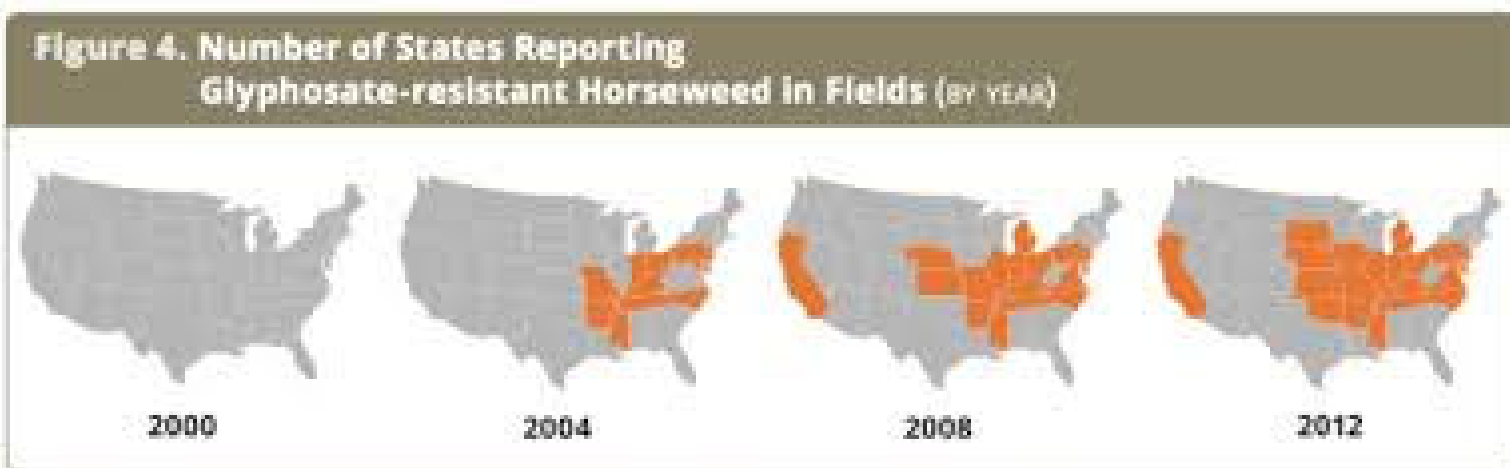 Figure 4. Number of States Reporting
Glyphosate-resistant Horseweed in Fields (BY YEAR)
2000
2004
2008
2012